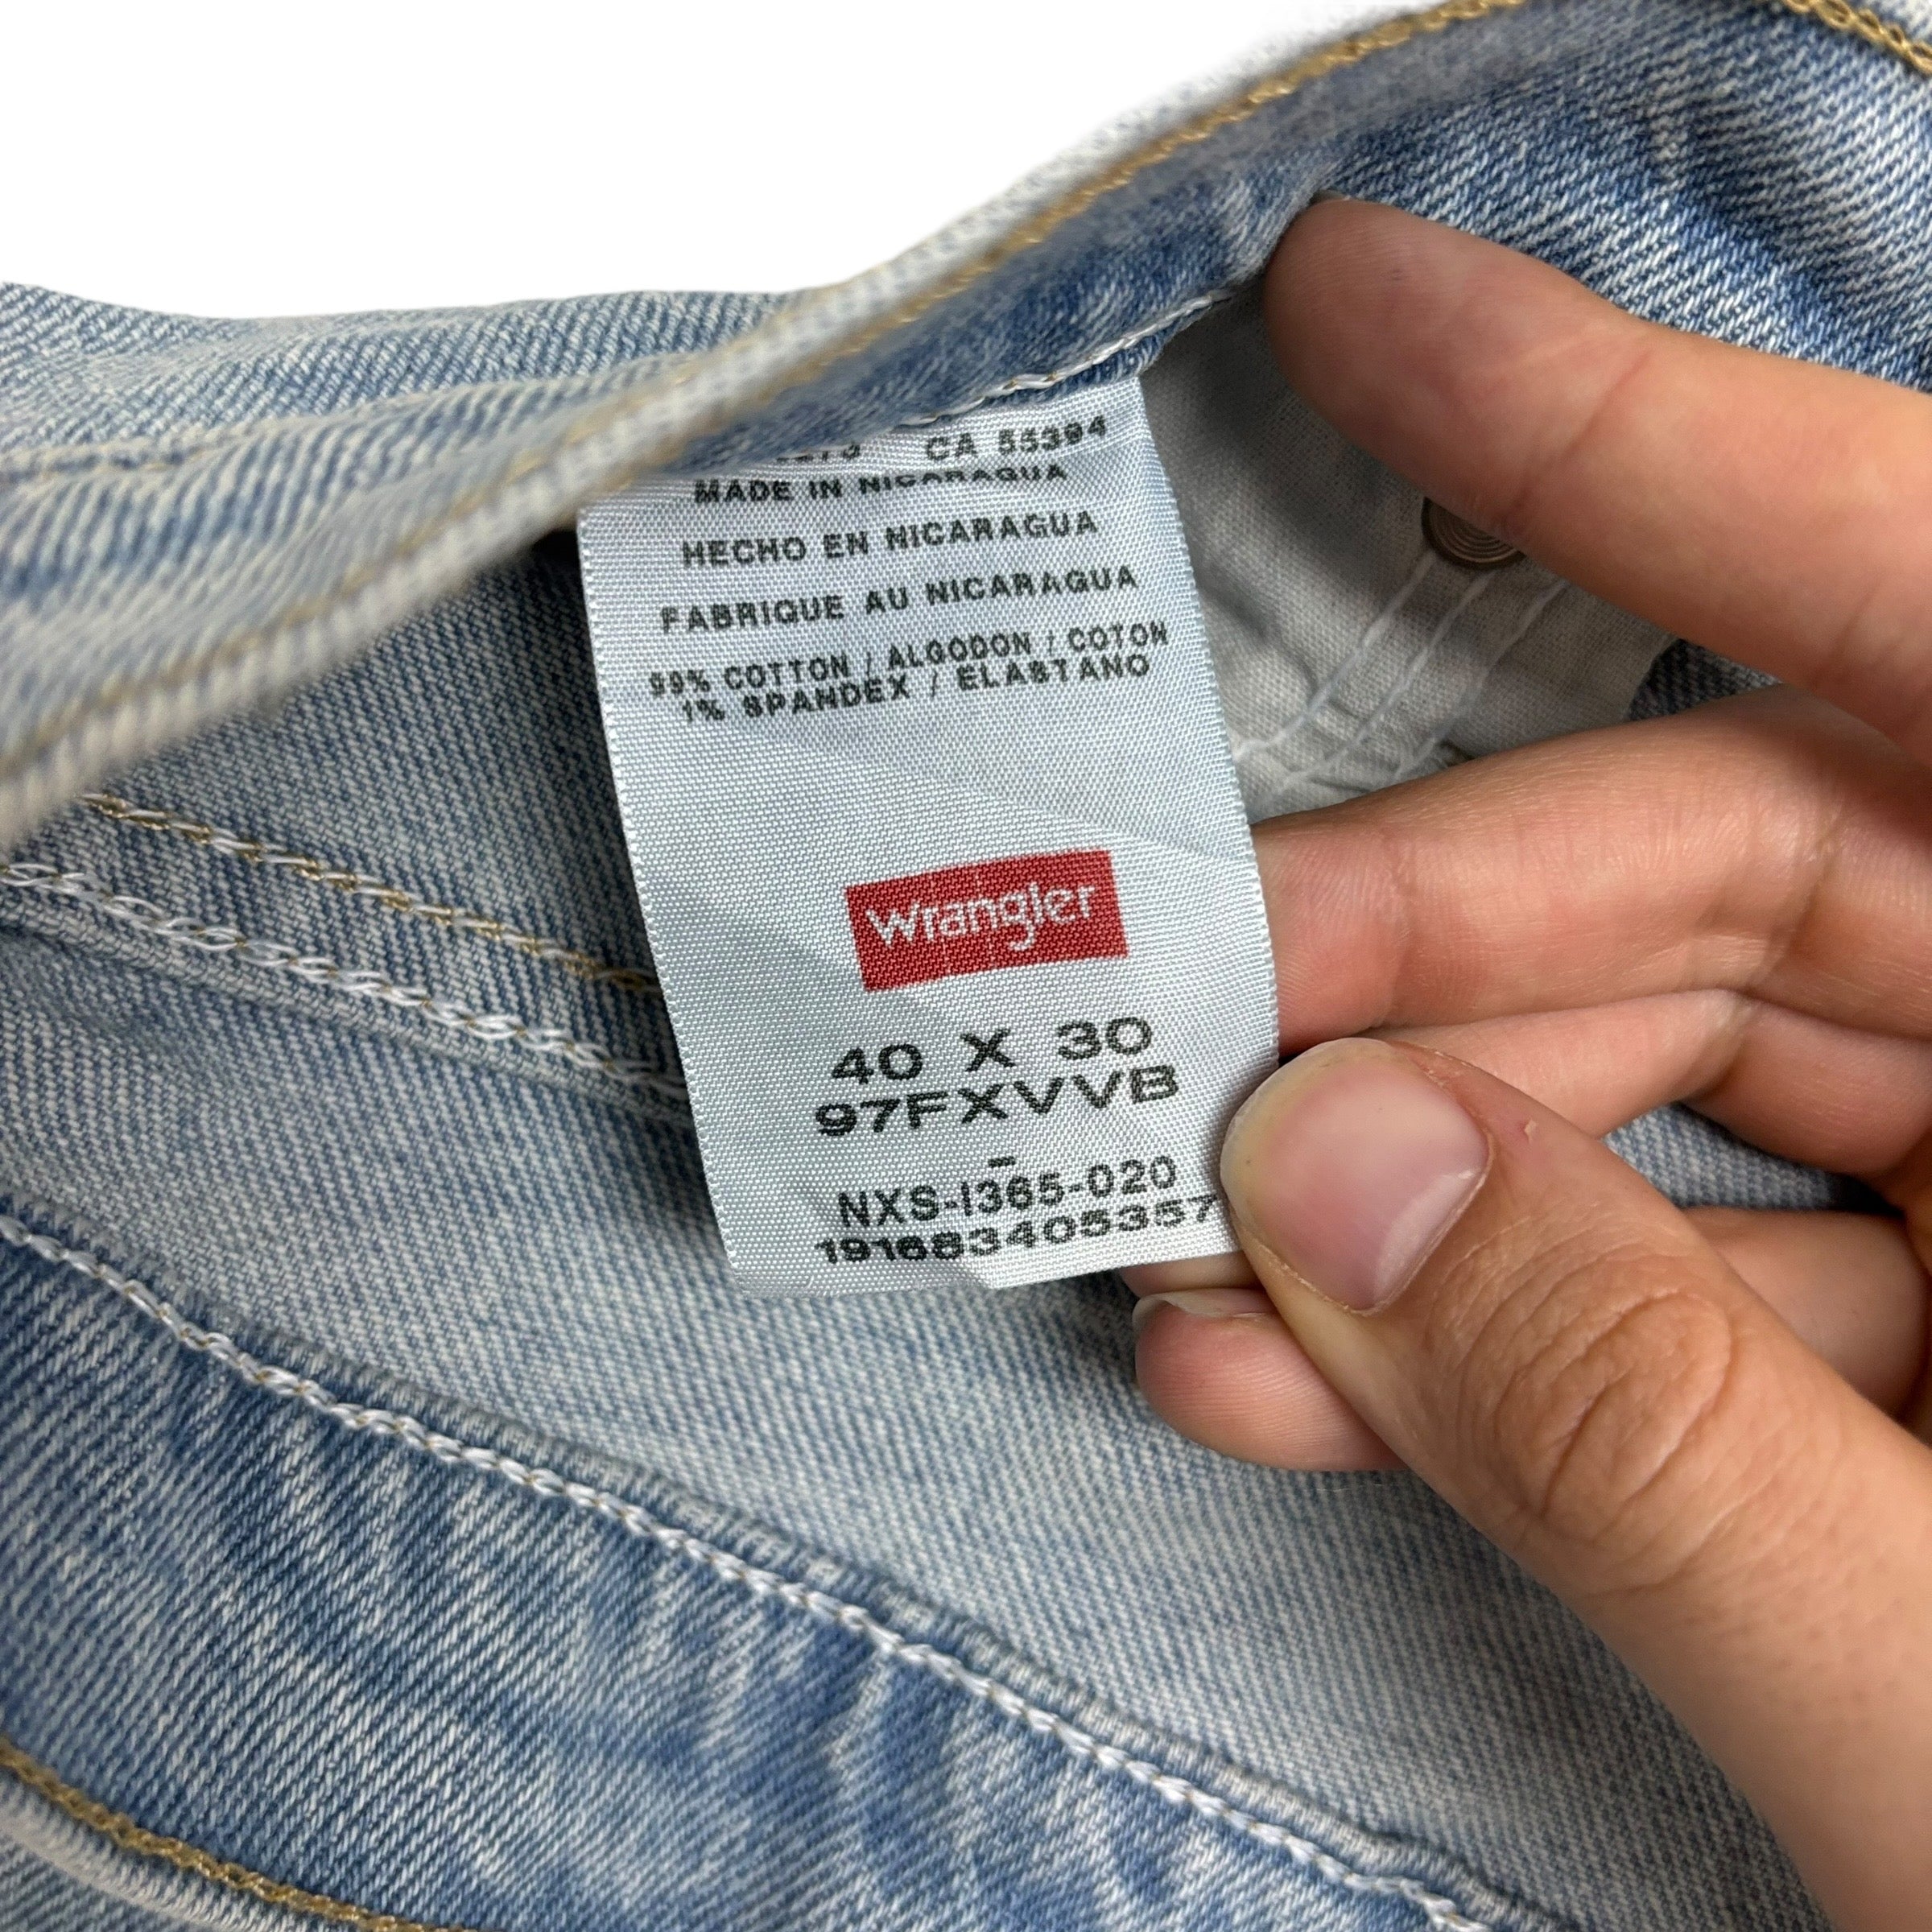 CA 55394
MADE IN NICARAGUA
HECHO EN NICARAGUA
FABRIQUE AU NICARAGUA
99% COTTON / ALGODON / COTON
1% SPANDEX / ELASTANO
Wrangler
40 X 30
97FXVVB
-
NXS-I365-020
191683405357